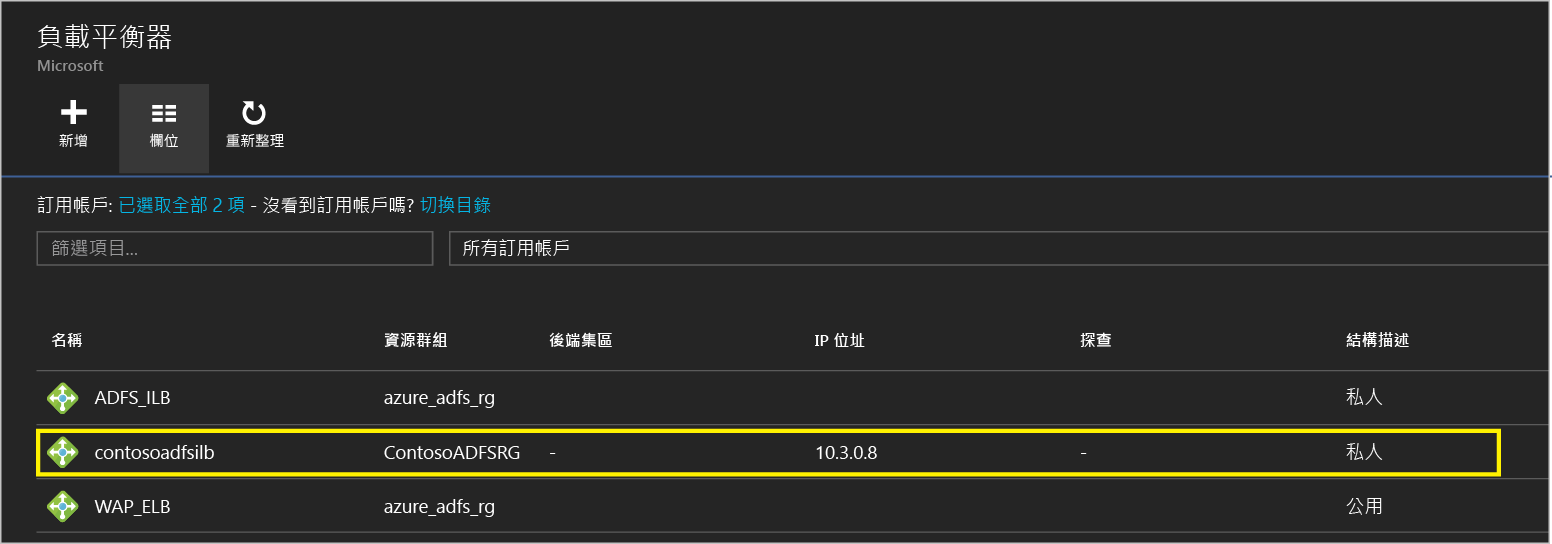 負載平衡器
Microsoft
新增 欄位 重新整理
訂用帳戶: 已選取全部 2 項 - 沒看到訂用帳戶嗎? 切換目錄
篩選項目... 所有訂用帳戶
名稱 資源群組 後端集區 IP 位址 探查 結構描述
ADFS_ILB azure_adfs_rg 私人
contosoadfsilb ContosoADFSRG - 10.3.0.8 - 私人
WAP_ELB azure_adfs_rg 公用